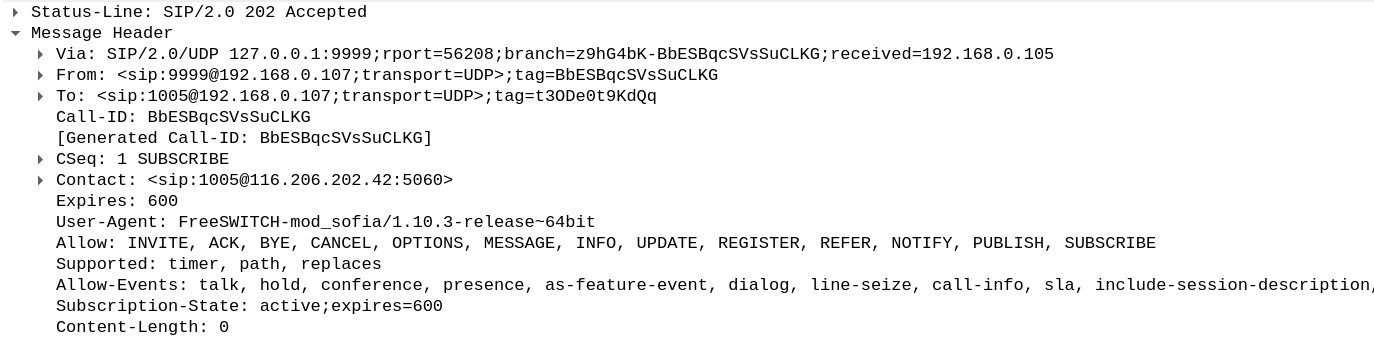 Status-Line: SIP/2.0 202 Accepted
Message Header
Via: SIP/2.0/UDP 127.0.0.1:9999;rport=56208;branch=z9hG4bK-BbESBqcSVsSuCLKG;received=192.168.0.105
From: <sip:9999@192.168.0.107;transport=UDP>;tag=BbESBqcSVsSuCLKG
To: <sip:1005@192.168.0.107;transport=UDP>;tag=t3ODe0t9KdQq
Call-ID: BbESBqcSVsSuCLKG
[Generated Call-ID: BbESBqcSVsSuCLKG]
CSeq: 1 SUBSCRIBE
Contact: <sip:1005@116.206.202.42:5060>
Expires: 600
User-Agent: FreeSWITCH-mod_sofia/1.10.3-release~64bit
Allow: INVITE, ACK, BYE, CANCEL, OPTIONS, MESSAGE, INFO, UPDATE, REGISTER, REFER, NOTIFY, PUBLISH, SUBSCRIBE
Supported: timer, path, replaces
Allow-Events: talk, hold, conference, presence, as-feature-event, dialog, line-seize, call-info, sla, include-session-description,
Subscription-State: active;expires=600
Content-Length: 0